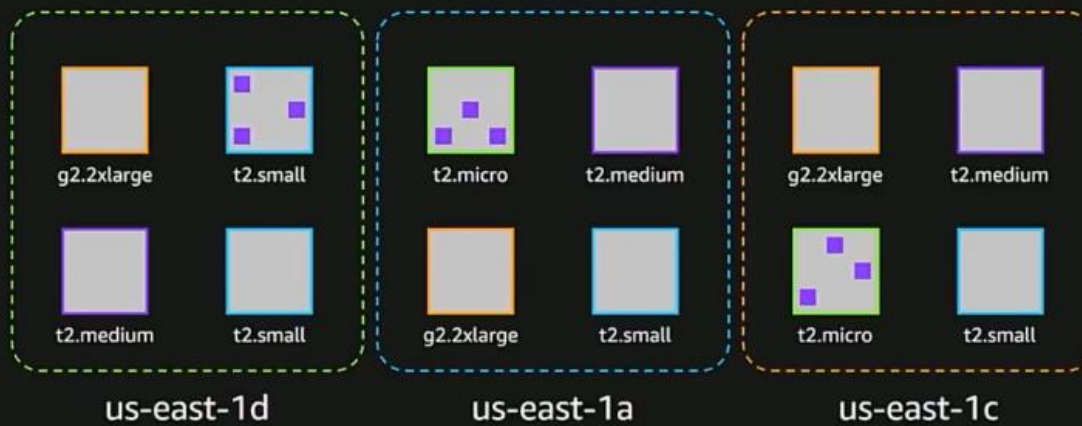 g2.2xlarge t2.small t2.micro t2.medium g2.2xlarge t2.medium
t2.medium t2.small g2.2xlarge t2.small t2.micro t2.small
us-east-1d us-east-1a us-east-1c